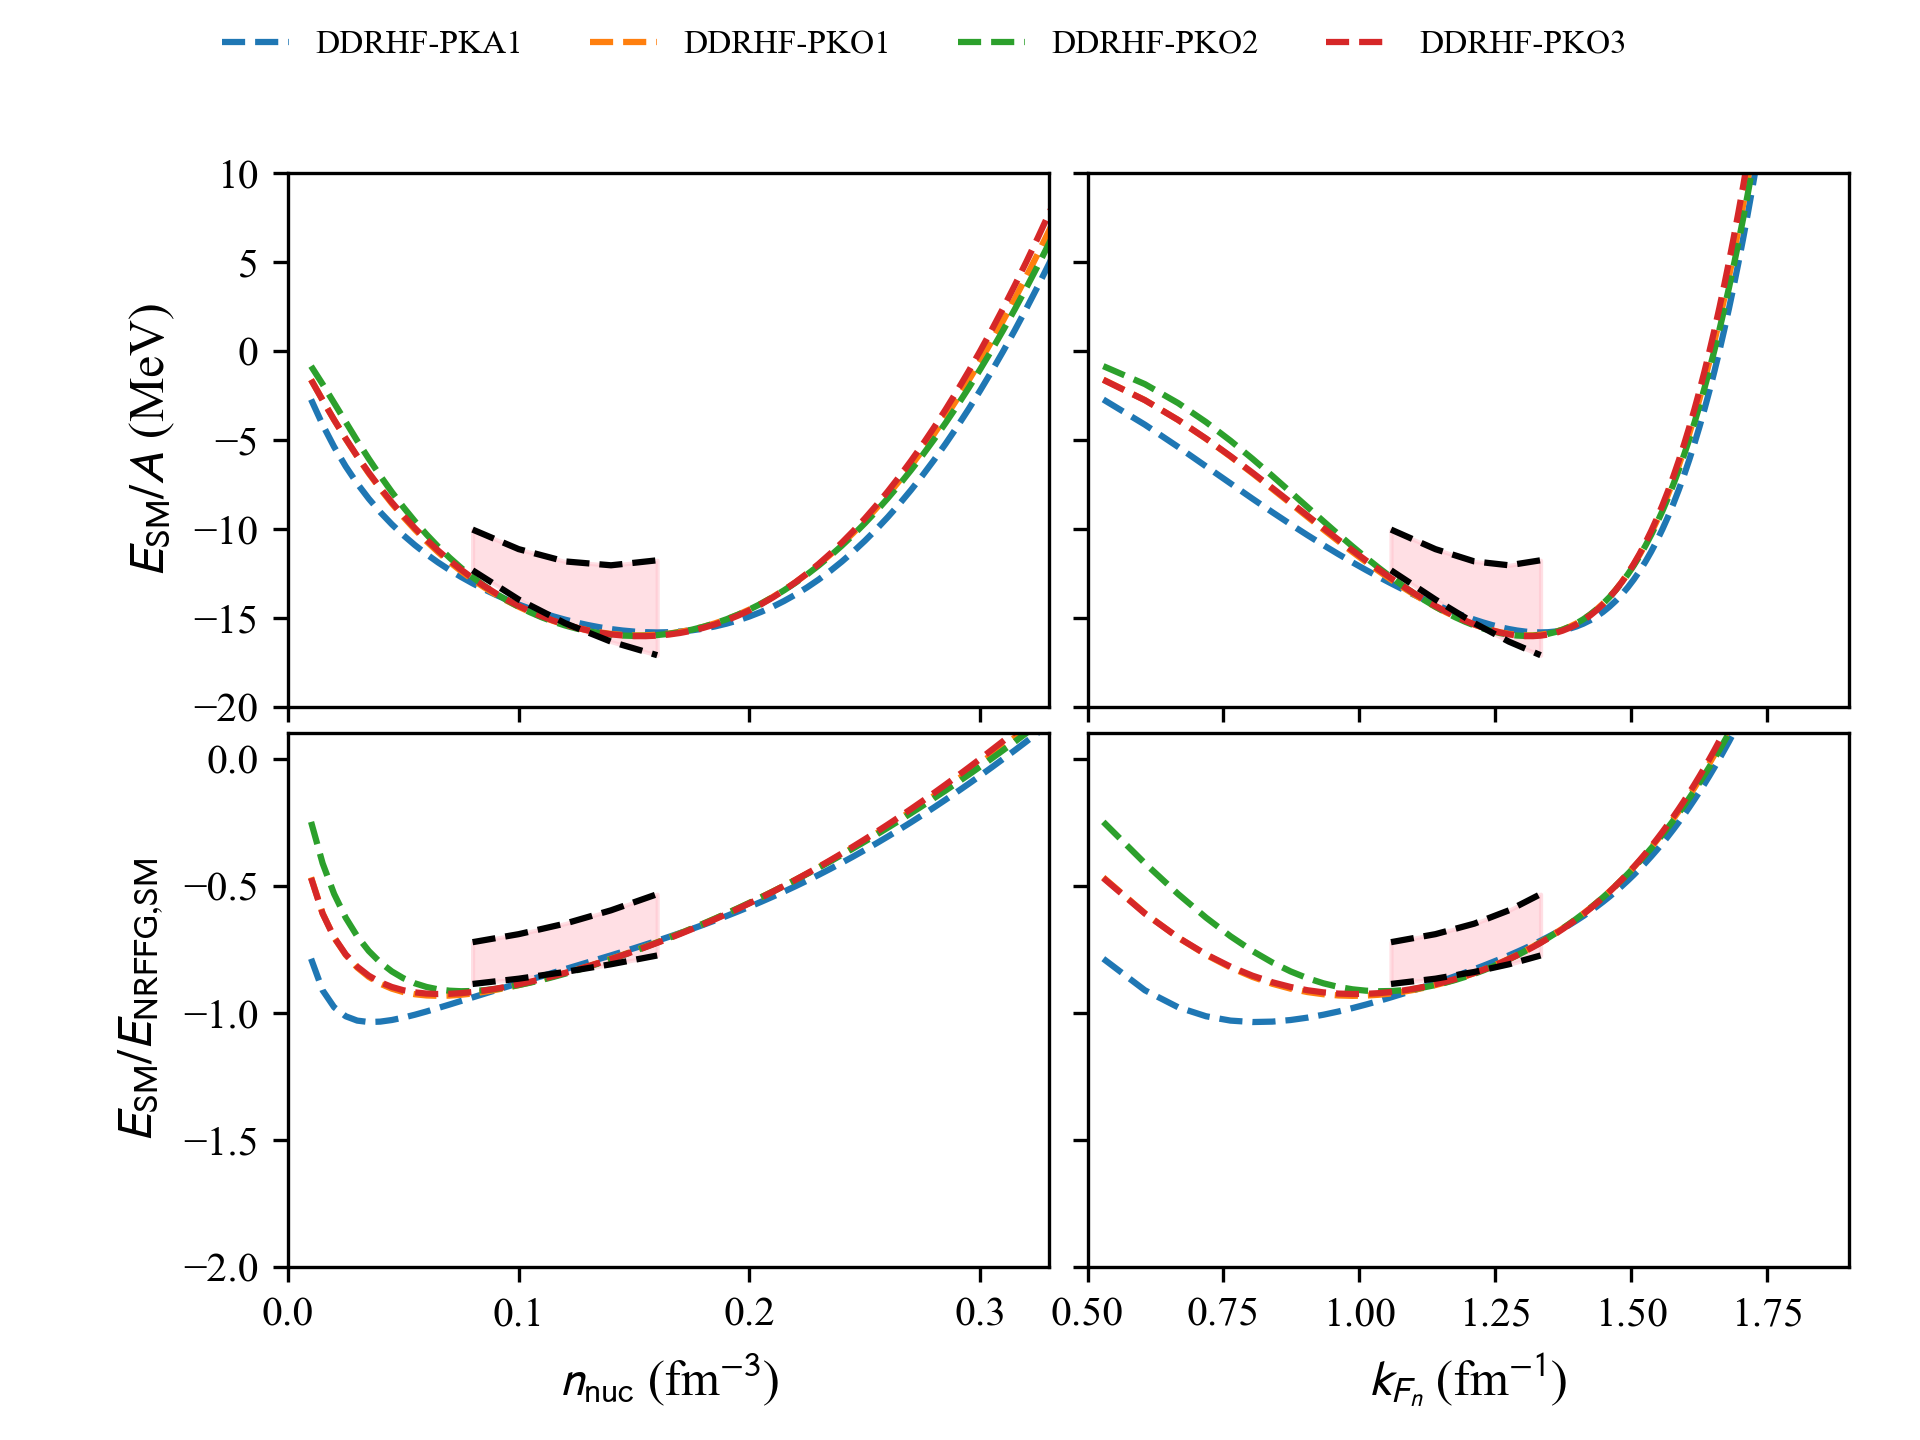 DDRHF-PKA1 DDRHF-PKO1 DDRHF-PKO2 DDRHF-PKO3
10
5
0
−5
−10
−15
−20
E_SM/A (MeV)
0.0
−0.5
−1.0
−1.5
−2.0
E_SM/E_NRFFG,SM
0.0 0.1 0.2 0.3
0.50 0.75 1.00 1.25 1.50 1.75
n_nuc (fm⁻³)
k_{F_n} (fm⁻¹)